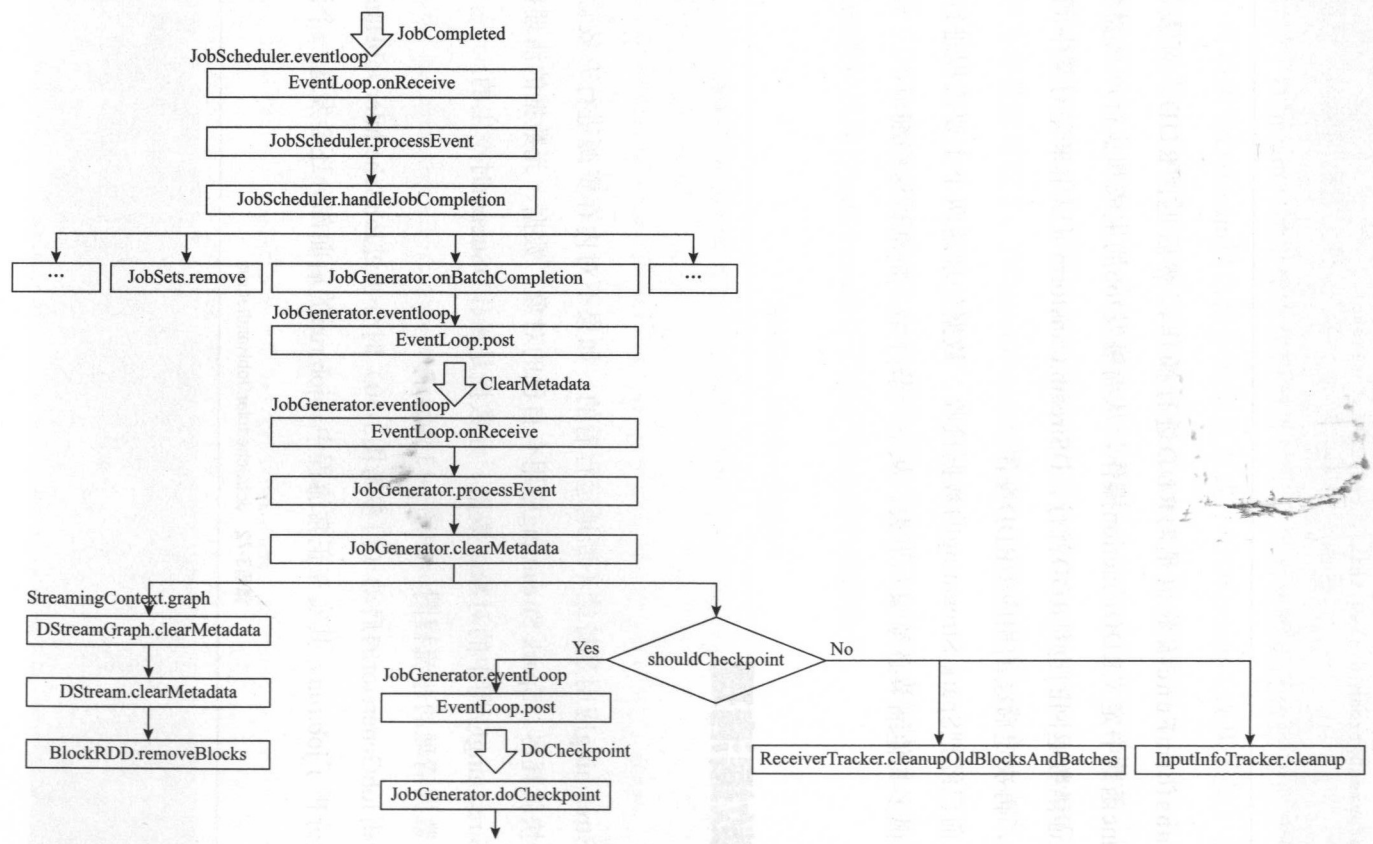 JobCompleted
JobScheduler.eventloop
EventLoop.onReceive
JobScheduler.processEvent
JobScheduler.handleJobCompletion
...
JobSets.remove
JobGenerator.onBatchCompletion
...
JobGenerator.eventloop
EventLoop.post
ClearMetadata
JobGenerator.eventloop
EventLoop.onReceive
JobGenerator.processEvent
JobGenerator.clearMetadata
StreamingContext.graph
DStreamGraph.clearMetadata
DStream.clearMetadata
BlockRDD.removeBlocks
shouldCheckpoint
Yes
No
JobGenerator.eventLoop
EventLoop.post
DoCheckpoint
JobGenerator.doCheckpoint
ReceiverTracker.cleanupOldBlocksAndBatches
InputInfoTracker.cleanup